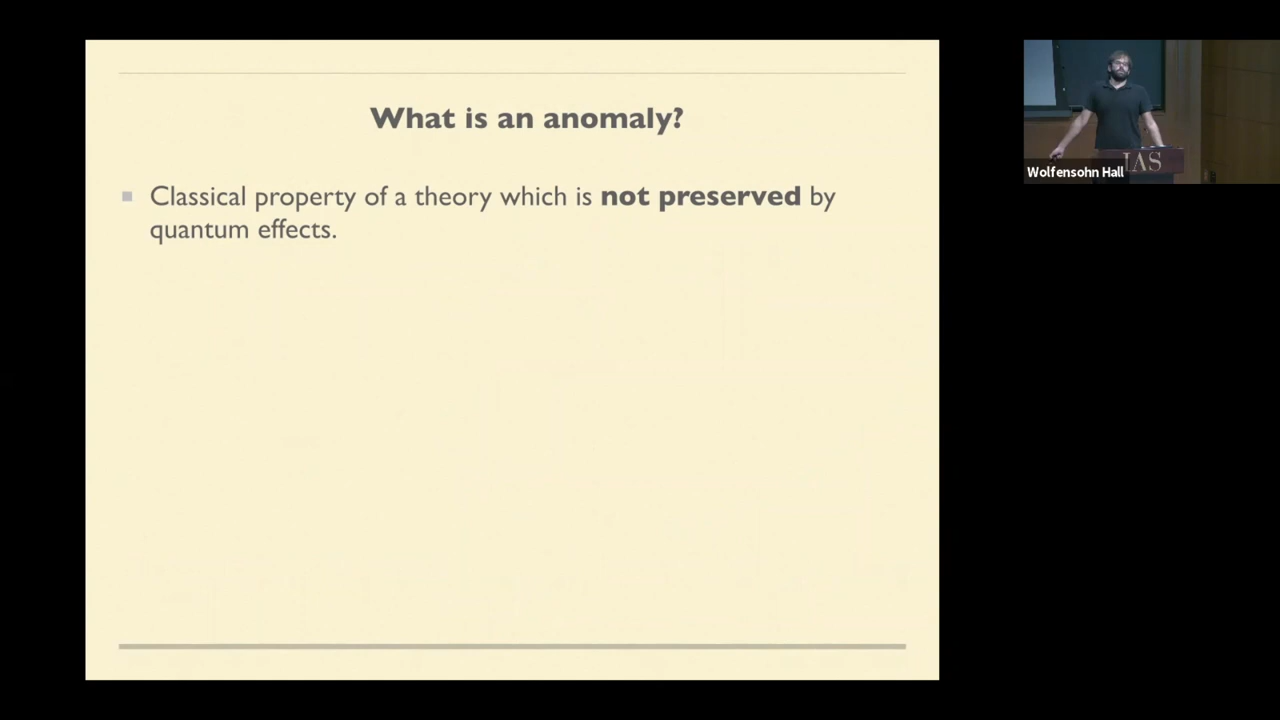 What is an anomaly?
Classical property of a theory which is not preserved by
quantum effects.
IAS
Wolfensohn Hall